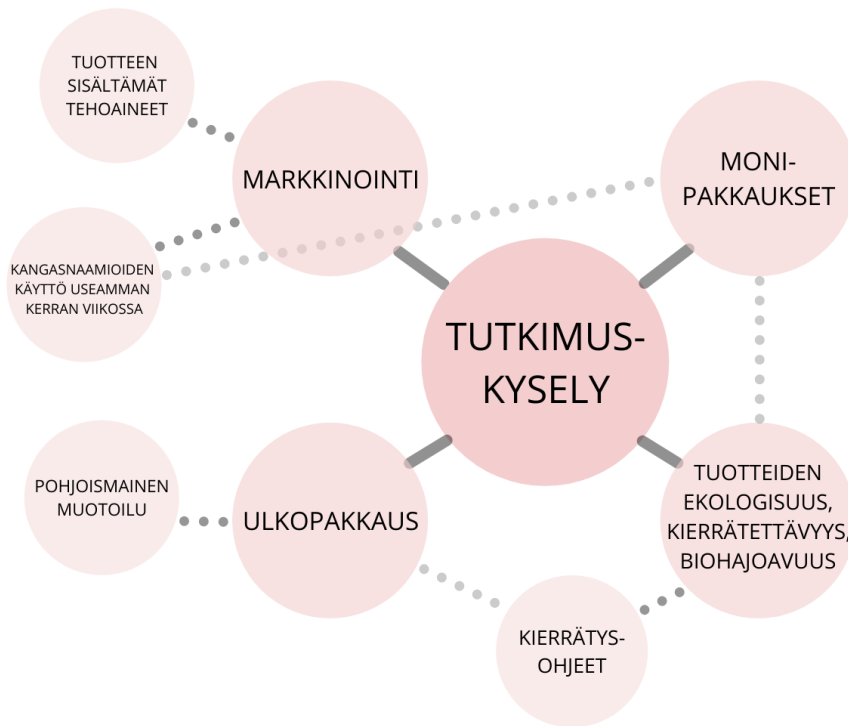 TUOTTEEN
SISÄLTÄMÄT
TEHOAINEET
MARKKINOINTI
MONI-
PAKKAUKSET
KANGASNAAMIOIDEN
KÄYTTÖ USEAMMAN
KERRAN VIIKOSSA
TUTKIMUS-
KYSELY
POHJOISMAINEN
MUOTOILU
ULKOPAKKAUS
TUOTTEIDEN
EKOLOGISUUS,
KIERRÄTETTÄVYYS,
BIOHAJOAVUUS
KIERRÄTYS-
OHJEET